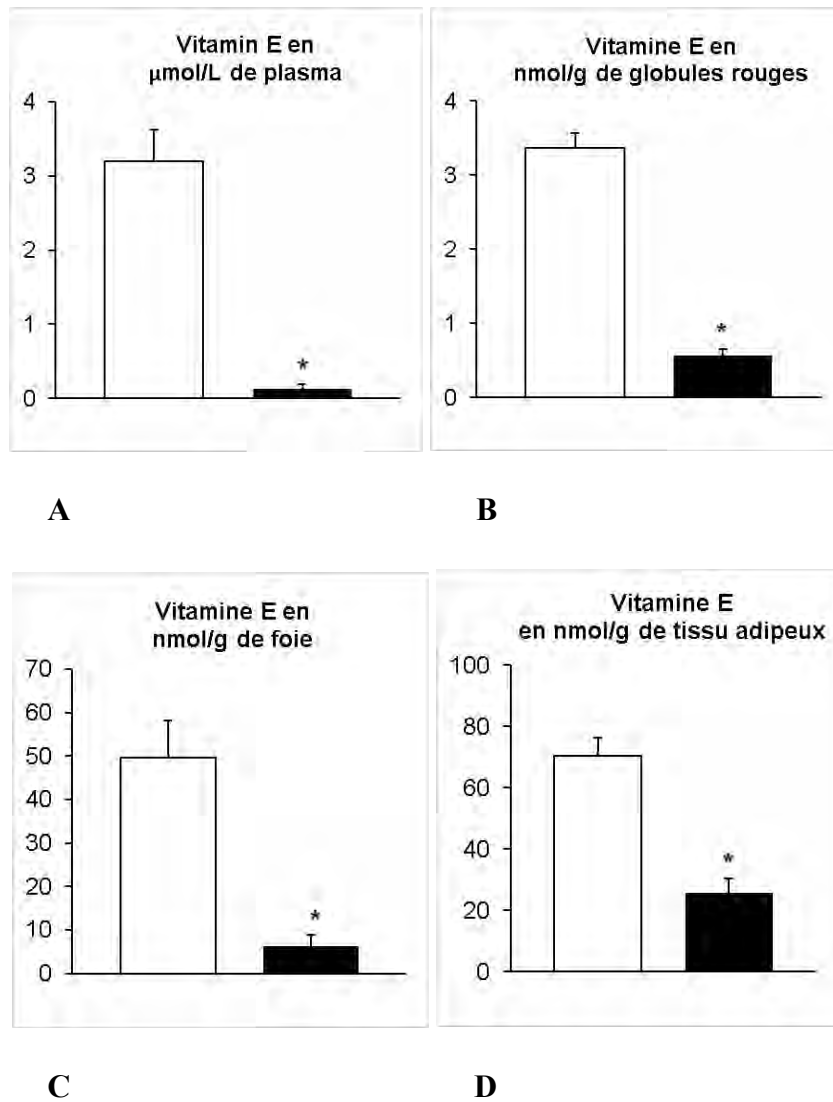 Vitamin E en
µmol/L de plasma
4
3
2
1
0
*
A
Vitamine E en
nmol/g de globules rouges
4
3
2
1
0
*
B
Vitamine E en
nmol/g de foie
70
60
50
40
30
20
10
0
*
C
Vitamine E
en nmol/g de tissu adipeux
100
80
60
40
20
0
*
D